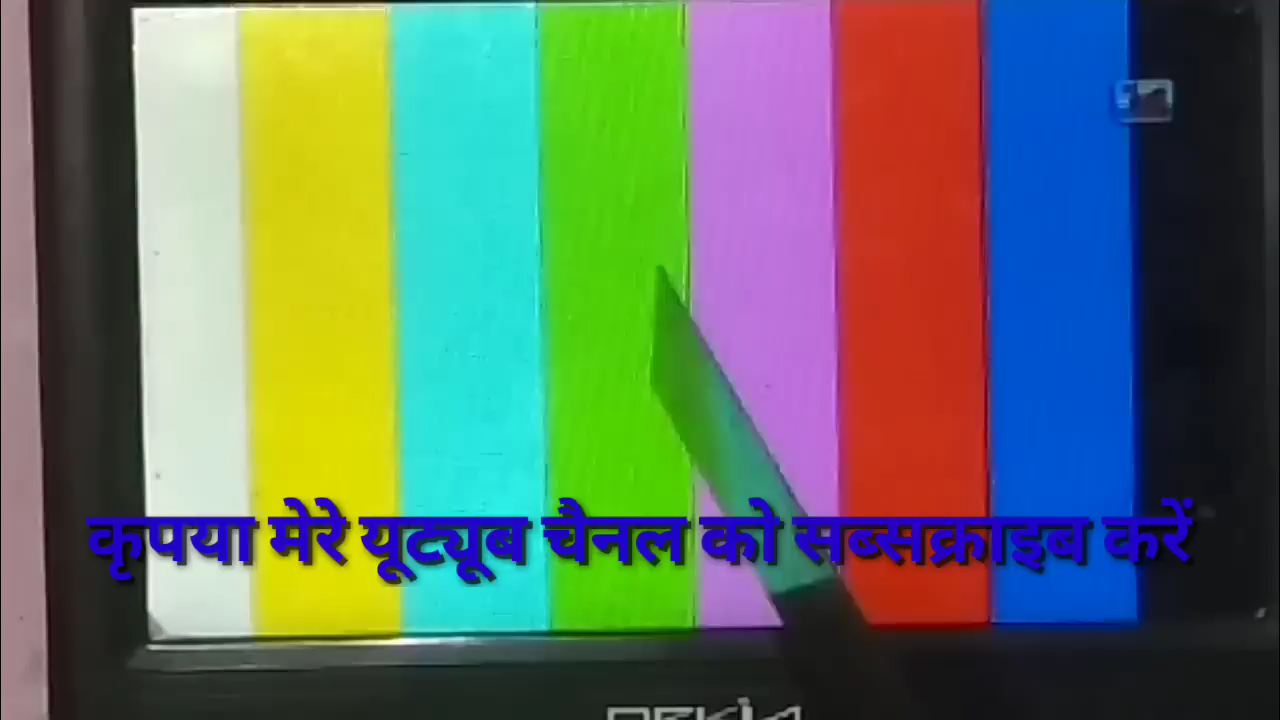 कृपया मेरे यूट्यूब चैनल को सब्सक्राइब करें